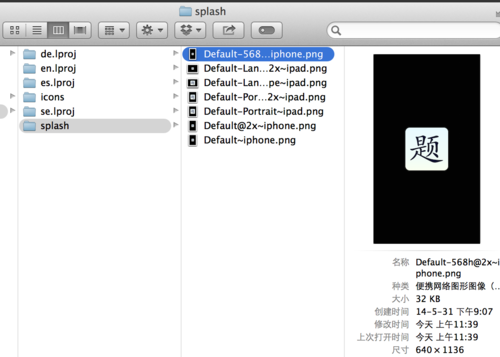 splash
de.lproj
en.lproj
es.lproj
icons
se.lproj
splash
Default-568...iphone.png
Default-Lan...2x~ipad.png
Default-Lan...pe~ipad.png
Default-Por...2x~ipad.png
Default-Portrait~ipad.png
Default@2x~iphone.png
Default~iphone.png
题
名称 Default-568h@2x~i
phone.png
种类 便携网络图形图像（...
大小 32 KB
创建时间 14-5-31 下午9:07
修改时间 今天 上午11:39
上次打开时间 今天 上午11:39
尺寸 640 × 1136